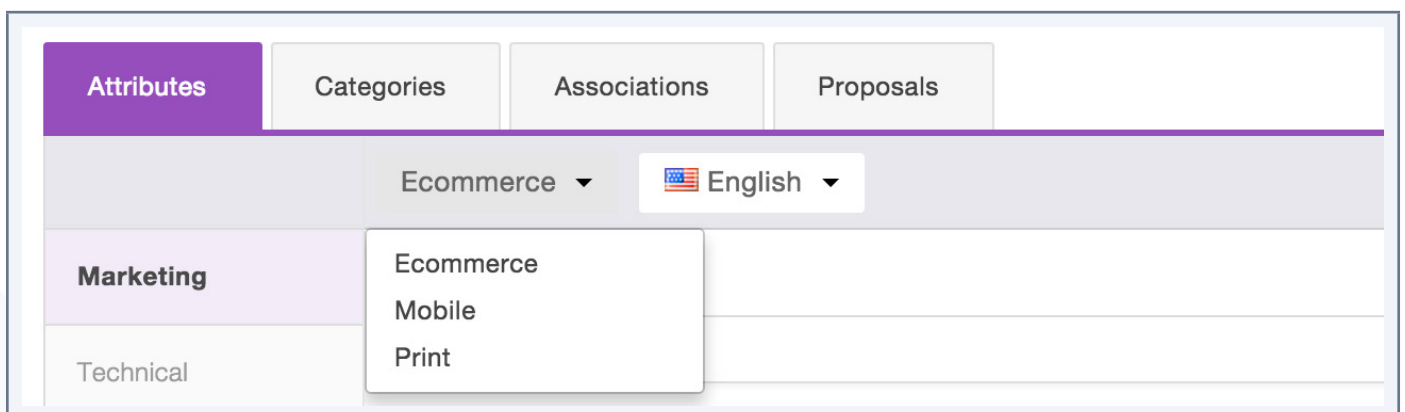 Attributes
Categories
Associations
Proposals
Ecommerce
English
Marketing
Ecommerce
Mobile
Print
Technical